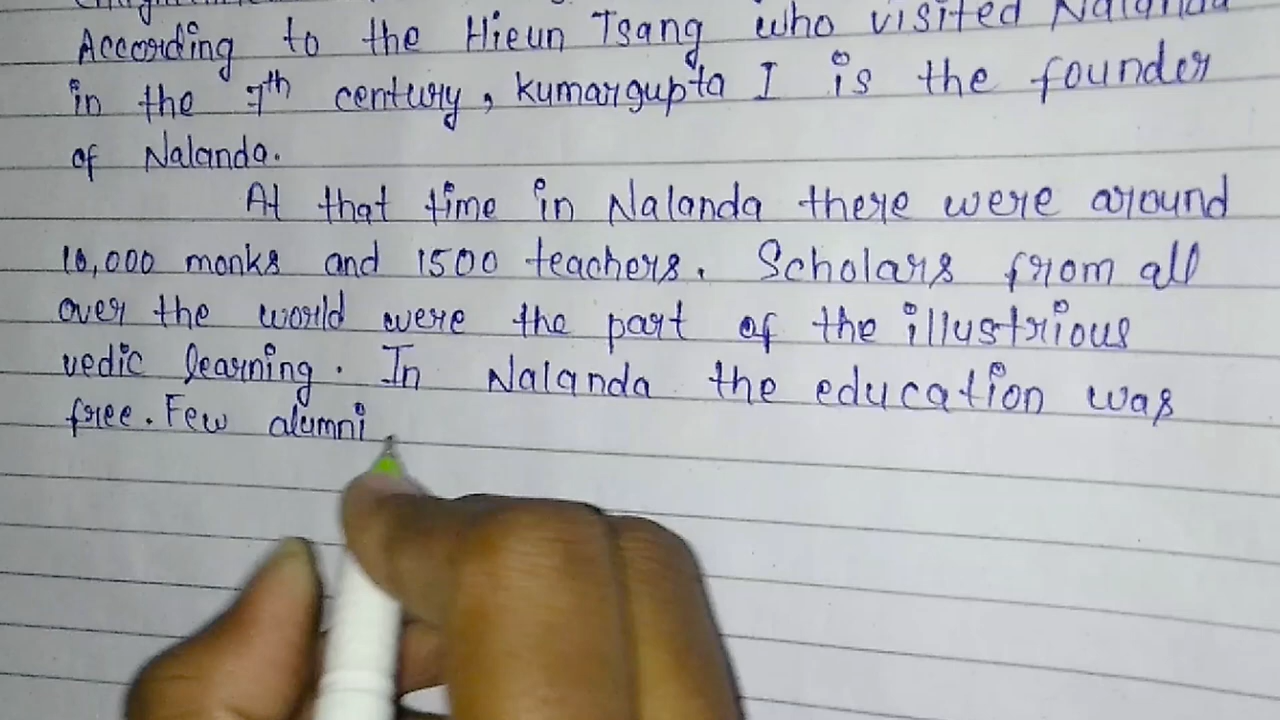 According to the Hieun Tsang who visited Nalanda
in the 7th century, Kumargupta I is the founder
of Nalanda.
At that time in Nalanda there were around
10,000 monks and 1500 teachers. Scholars from all
over the world were the part of the illustrious
vedic learning. In Nalanda the education was
free. Few alumni